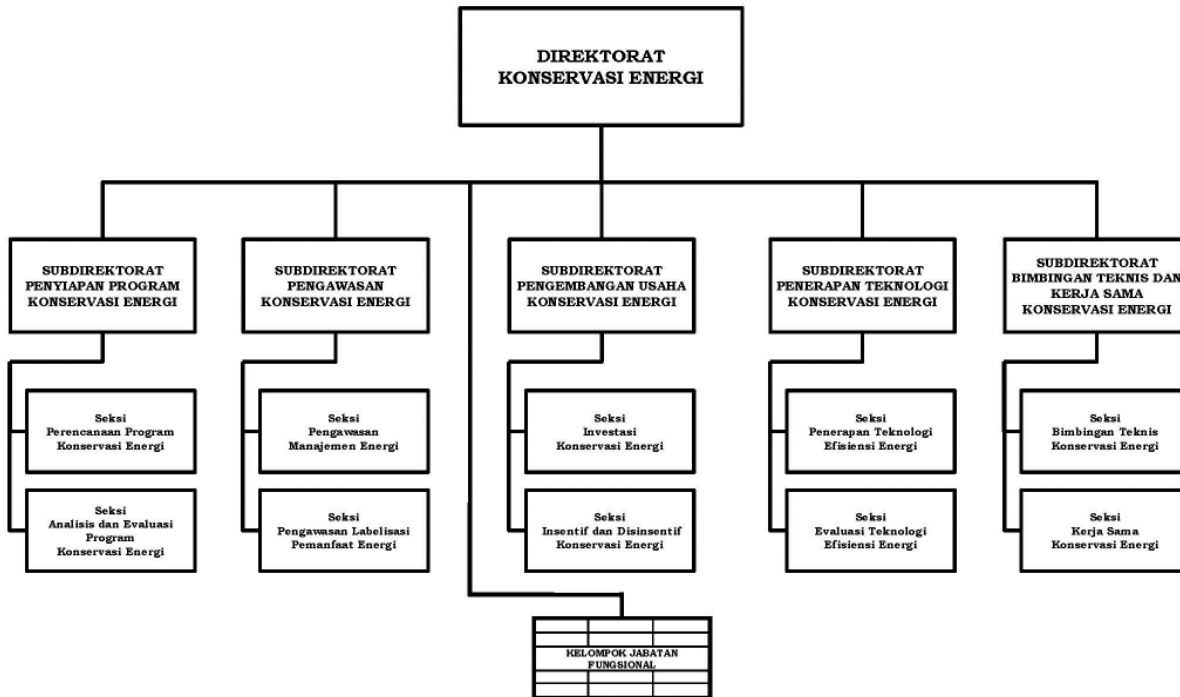 DIREKTORAT
KONSERVASI ENERGI
SUBDIREKTORAT
PENYIAPAN PROGRAM
KONSERVASI ENERGI
SUBDIREKTORAT
PENGAWASAN
KONSERVASI ENERGI
SUBDIREKTORAT
PENGEMBANGAN USAHA
KONSERVASI ENERGI
SUBDIREKTORAT
PENERAPAN TEKNOLOGI
KONSERVASI ENERGI
SUBDIREKTORAT
BIMBINGAN TEKNIS DAN
KERJA SAMA
KONSERVASI ENERGI
Seksi
Perencanaan Program
Konservasi Energi
Seksi
Pengawasan
Manajemen Energi
Seksi
Investasi
Konservasi Energi
Seksi
Penerapan Teknologi
Efisiensi Energi
Seksi
Bimbingan Teknis
Konservasi Energi
Seksi
Analisis dan Evaluasi
Program
Konservasi Energi
Seksi
Pengawasan Labelisasi
Pemanfaat Energi
Seksi
Insentif dan Disinsentif
Konservasi Energi
Seksi
Evaluasi Teknologi
Efisiensi Energi
Seksi
Kerja Sama
Konservasi Energi
KELOMPOK JABATAN
FUNGSIONAL